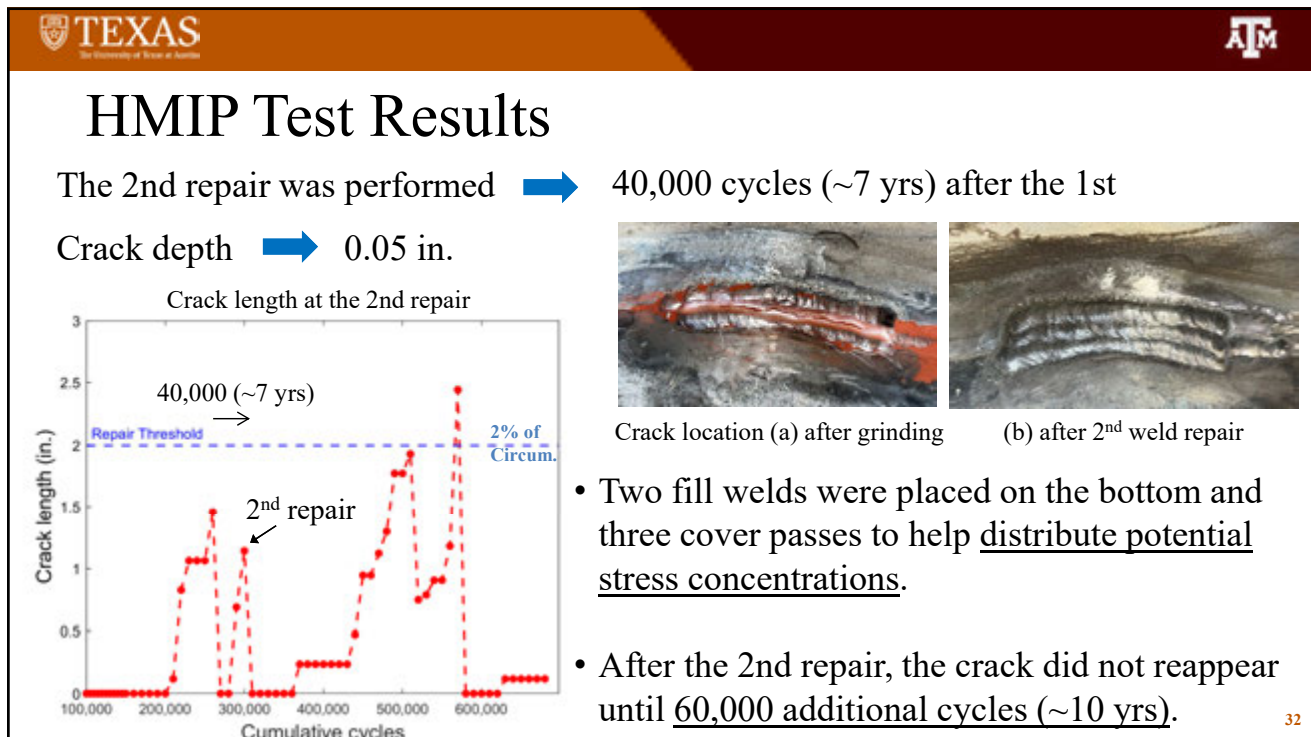 TEXAS
The University of Texas at Austin
ATM
HMIP Test Results
The 2nd repair was performed
40,000 cycles (~7 yrs) after the 1st
Crack depth
0.05 in.
Crack length at the 2nd repair
3
2.5
2
1.5
1
0.5
0
Crack length (in.)
40,000 (~7 yrs)
Repair Threshold
2% of
Circum.
2nd repair
100,000 200,000 300,000 400,000 500,000 600,000
Cumulative cycles
Crack location (a) after grinding
(b) after 2nd weld repair
• Two fill welds were placed on the bottom and
three cover passes to help distribute potential
stress concentrations.
• After the 2nd repair, the crack did not reappear
until 60,000 additional cycles (~10 yrs).
32